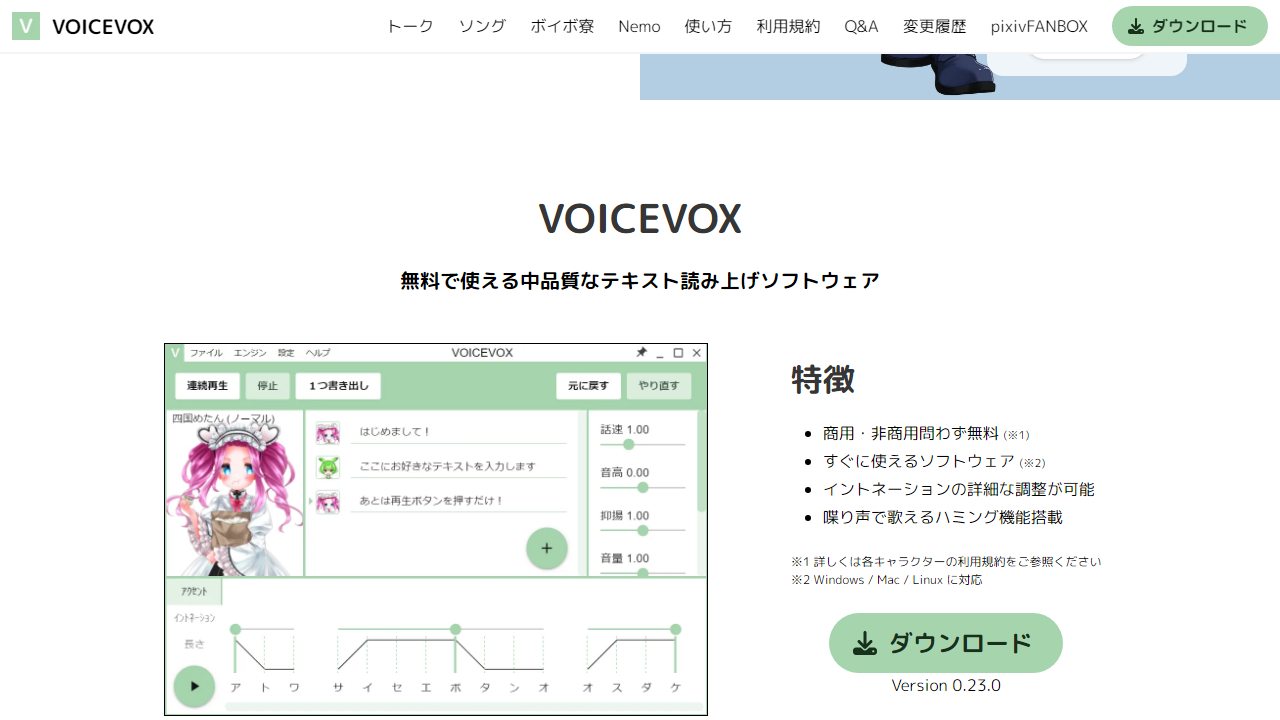 V VOICEVOX トーク ソング ボイボ寮 Nemo 使い方 利用規約 Q&A 変更履歴 pixivFANBOX ダウンロード
VOICEVOX
無料で使える中品質なテキスト読み上げソフトウェア
V ファイル エンジン 設定 ヘルプ VOICEVOX
連続再生 停止 1つ書き出し 元に戻す やり直す
四国めたん (ノーマル)
はじめまして！
ここにお好きなテキストを入力します
あとは再生ボタンを押すだけ！
話速 1.00
音高 0.00
抑揚 1.00
音量 1.00
ｱｸｾﾝﾄ
ｲﾝﾄﾈｰｼｮﾝ
長さ
ア ト ワ サ イ セ エ ボ タ ン オ オ ス ダ ケ
特徴
商用・非商用問わず無料 (※1)
すぐに使えるソフトウェア (※2)
イントネーションの詳細な調整が可能
喋り声で歌えるハミング機能搭載
※1 詳しくは各キャラクターの利用規約をご参照ください
※2 Windows / Mac / Linux に対応
ダウンロード
Version 0.23.0